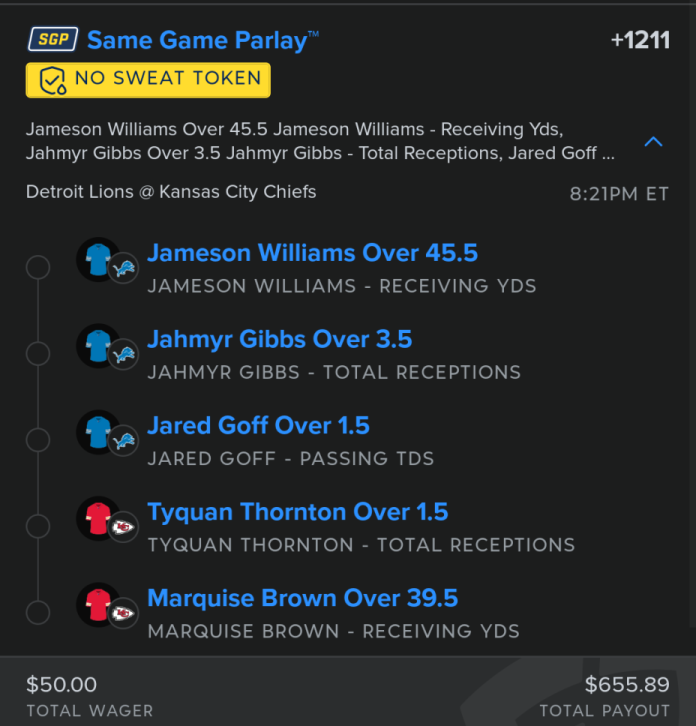 SGP Same Game Parlay™ +1211
NO SWEAT TOKEN
Jameson Williams Over 45.5 Jameson Williams - Receiving Yds,
Jahmyr Gibbs Over 3.5 Jahmyr Gibbs - Total Receptions, Jared Goff ...
Detroit Lions @ Kansas City Chiefs 8:21PM ET
Jameson Williams Over 45.5
JAMESON WILLIAMS - RECEIVING YDS
Jahmyr Gibbs Over 3.5
JAHMYR GIBBS - TOTAL RECEPTIONS
Jared Goff Over 1.5
JARED GOFF - PASSING TDS
Tyquan Thornton Over 1.5
TYQUAN THORNTON - TOTAL RECEPTIONS
Marquise Brown Over 39.5
MARQUISE BROWN - RECEIVING YDS
$50.00 $655.89
TOTAL WAGER TOTAL PAYOUT